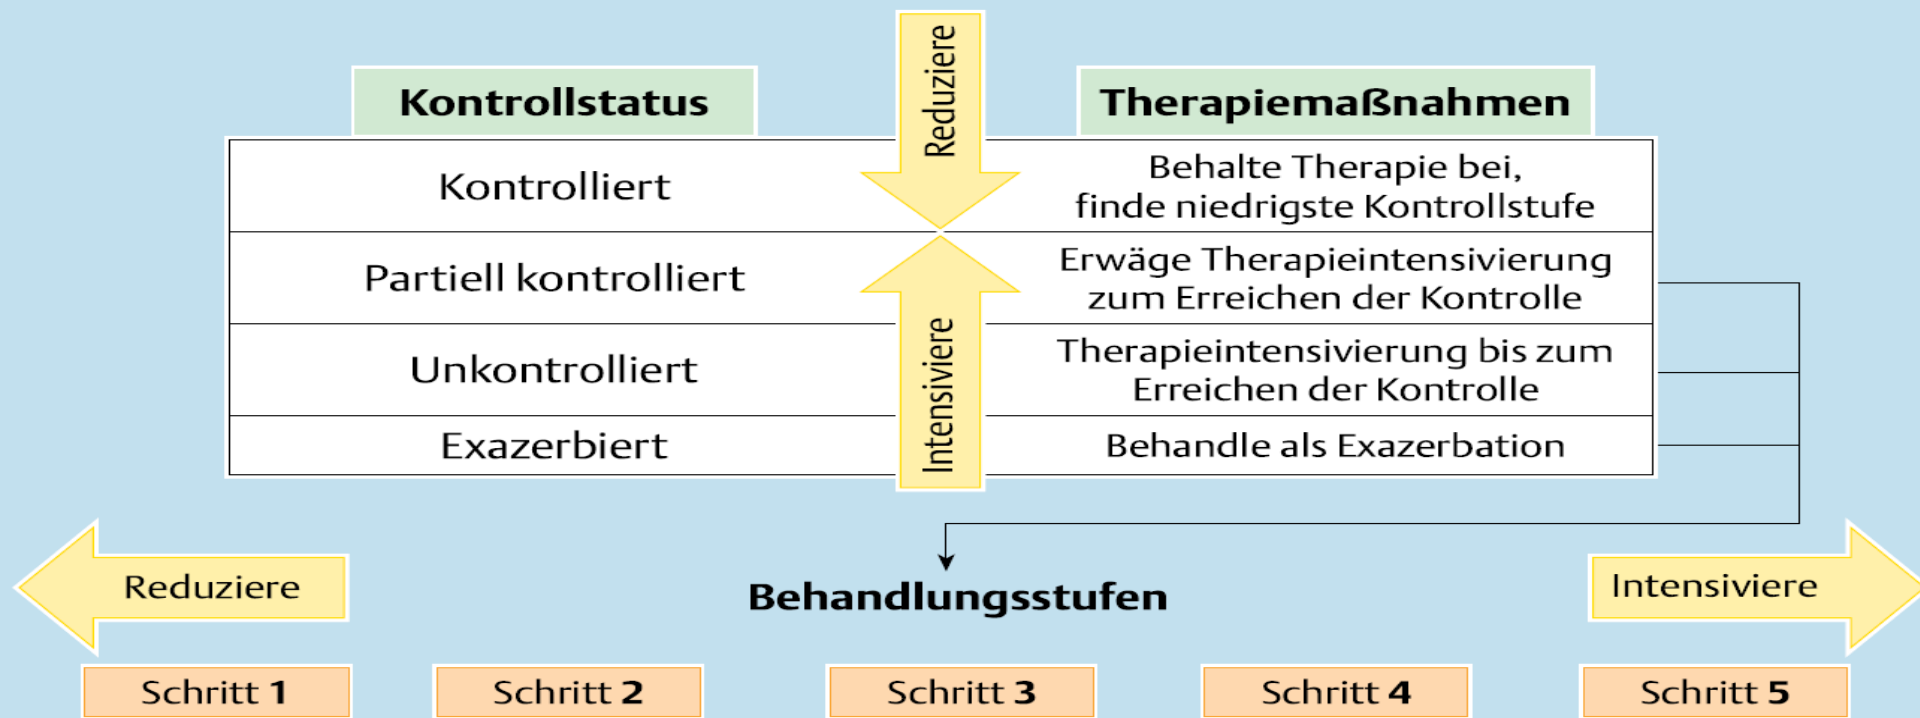 Reduziere
Kontrollstatus
Therapiemaßnahmen
Kontrolliert
Behalte Therapie bei,
finde niedrigste Kontrollstufe
Partiell kontrolliert
Erwäge Therapieintensivierung
zum Erreichen der Kontrolle
Intensiviere
Unkontrolliert
Therapieintensivierung bis zum
Erreichen der Kontrolle
Exazerbiert
Behandle als Exazerbation
Reduziere
Behandlungsstufen
Intensiviere
Schritt 1
Schritt 2
Schritt 3
Schritt 4
Schritt 5